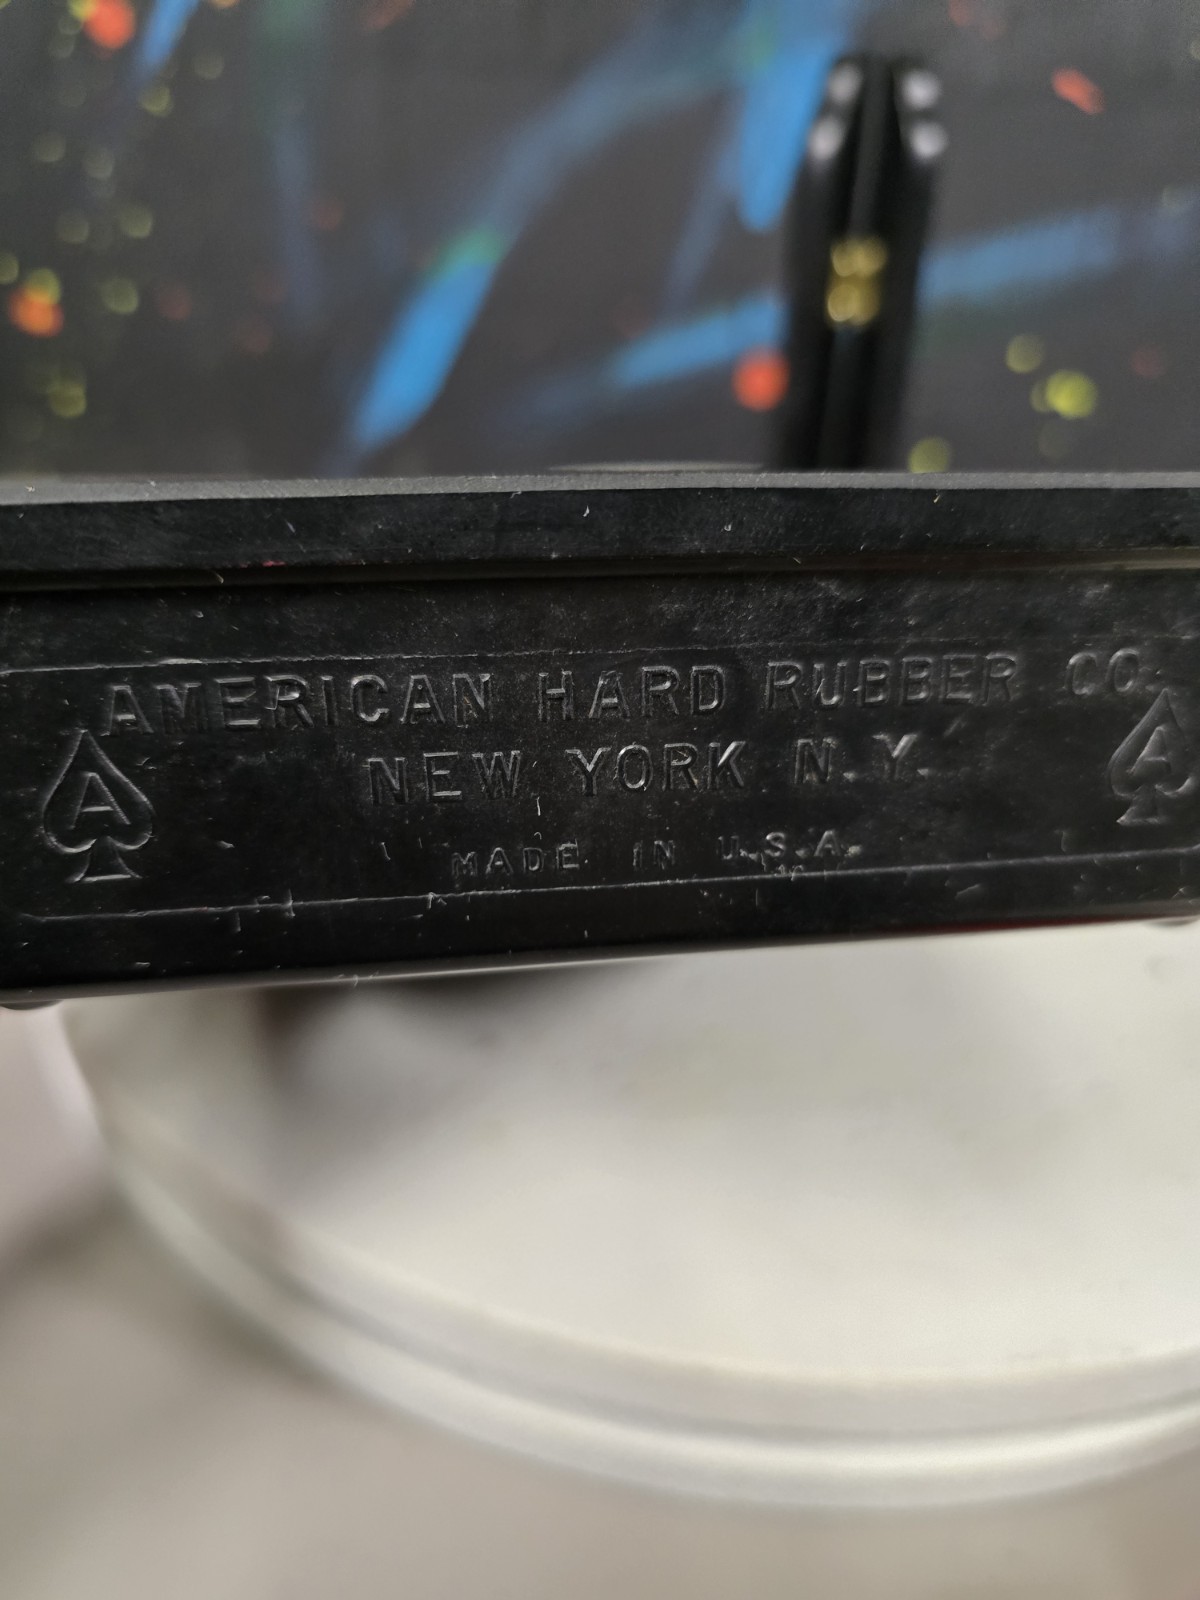 AMERICAN HARD RUBBER CO.
NEW YORK N.Y.
MADE IN U.S.A.
A
A